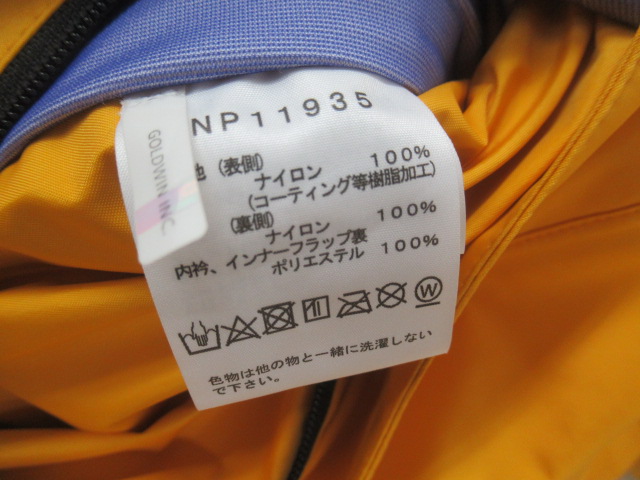 NP11935
GOLDWIN INC.
地 (表側)
ナイロン 100%
(コーティング等樹脂加工)
(裏側)
ナイロン 100%
内衿、インナーフラップ裏
ポリエステル 100%
W
色物は他の物と一緒に洗濯しない
で下さい。